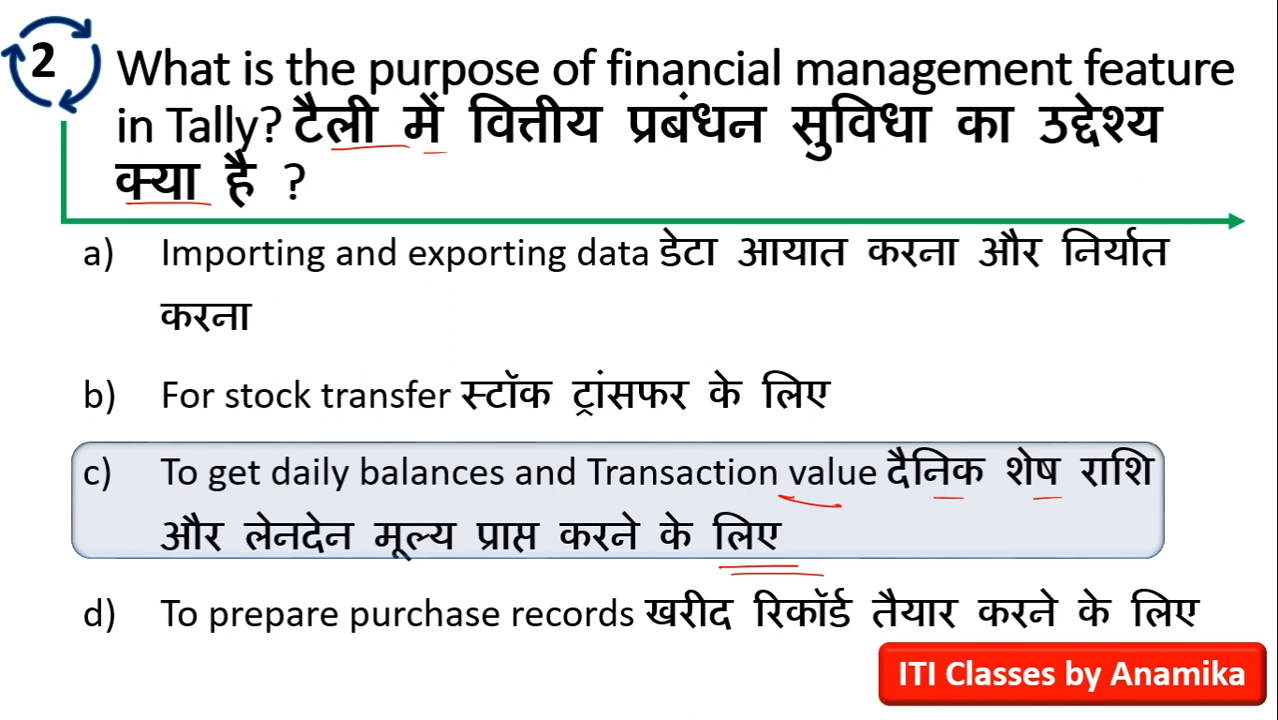 2
What is the purpose of financial management feature
in Tally? टैली में वित्तीय प्रबंधन सुविधा का उद्देश्य
क्या है ?
a) Importing and exporting data डेटा आयात करना और निर्यात
करना
b) For stock transfer स्टॉक ट्रांसफर के लिए
c) To get daily balances and Transaction value दैनिक शेष राशि
और लेनदेन मूल्य प्राप्त करने के लिए
d) To prepare purchase records खरीद रिकॉर्ड तैयार करने के लिए
ITI Classes by Anamika